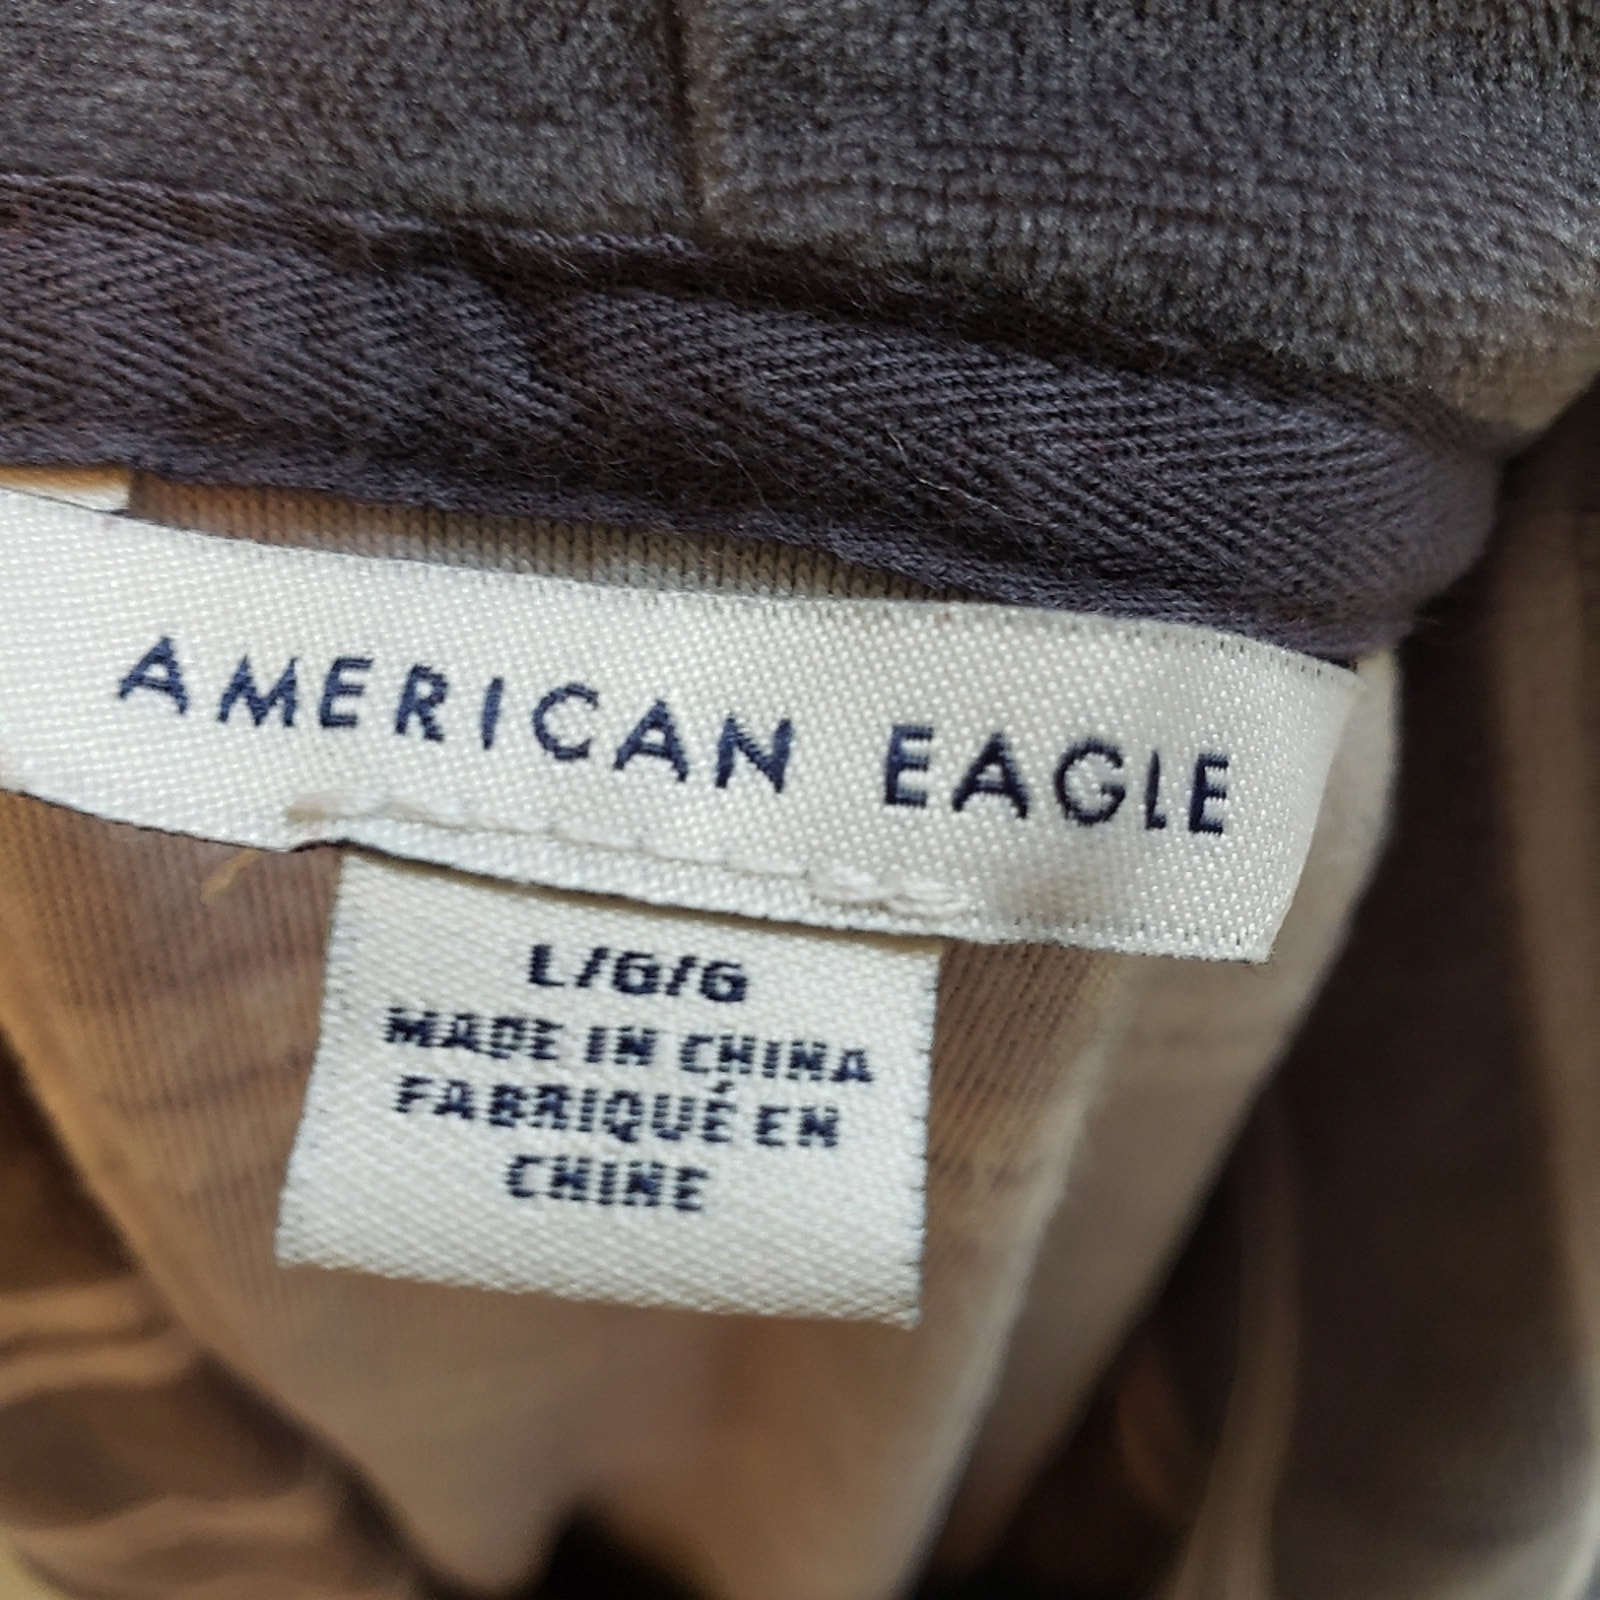 AMERICAN EAGLE
L/G/G
MADE IN CHINA
FABRIQUÉ EN
CHINE